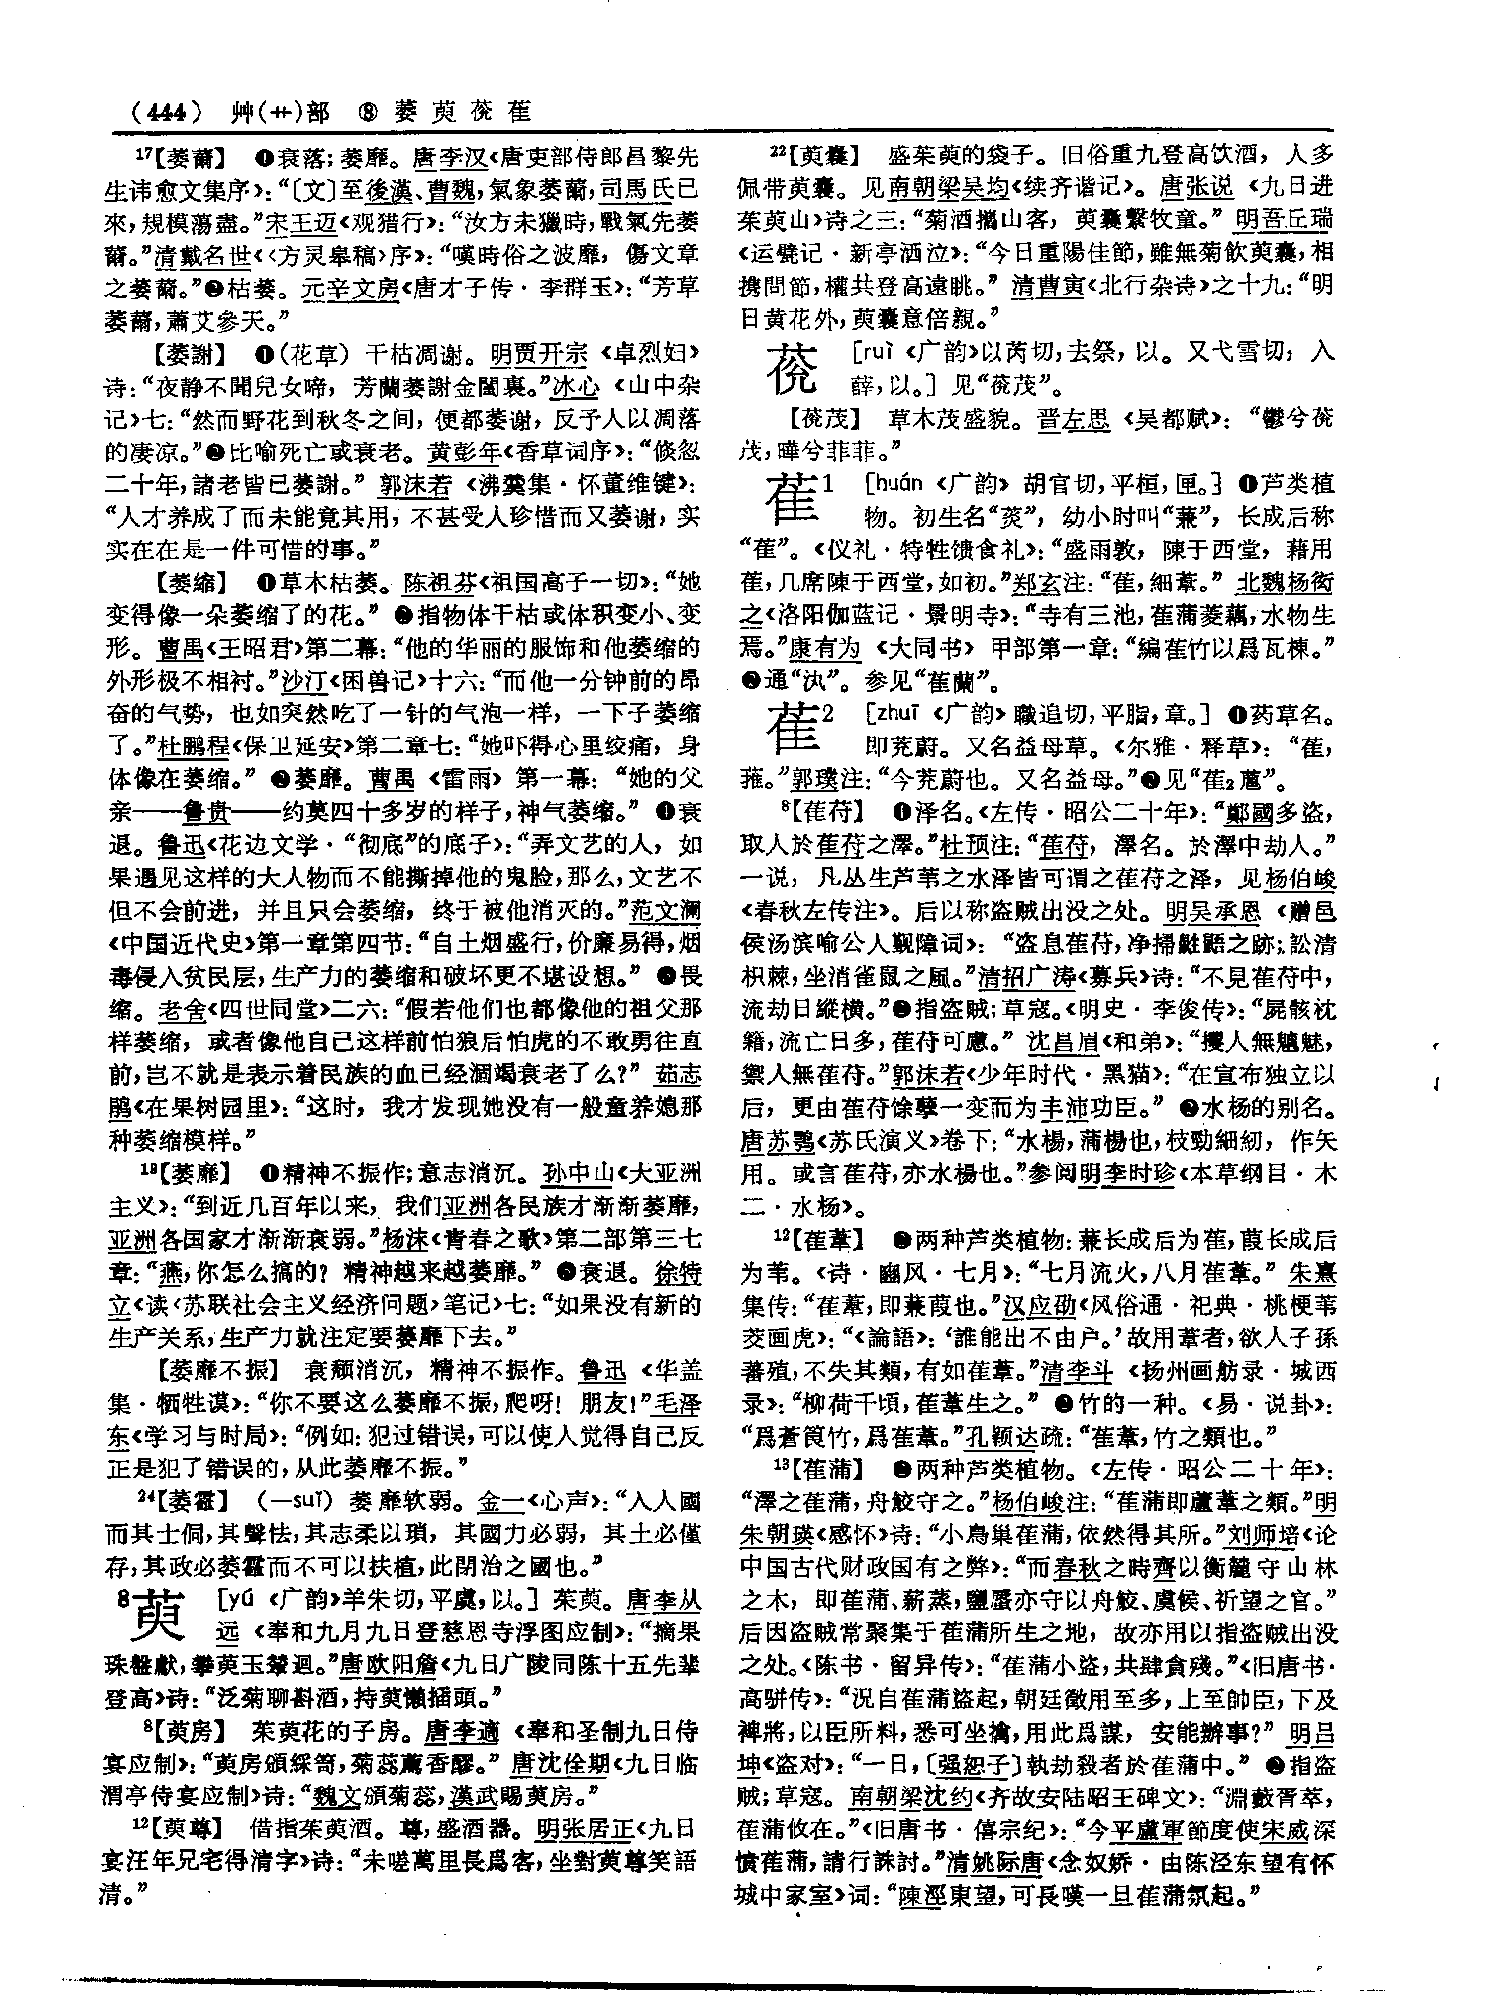 (444) 艸(艹)部 ⑧ 萎 萸 䓲 萑
17【萎薾】 ❶衰落;萎靡。唐李汉《唐吏部侍郎昌黎先
生讳愈文集序》:“〔文〕至後漢、曹魏,氣象萎薾,司馬氏已
來,規模蕩盡。”宋王迈《观猎行》:“汝方未獵時,戰氣先萎
薾。”清戴名世《〈方灵皋稿〉序》:“嘆時俗之波靡,傷文章
之萎薾。”❷枯萎。元辛文房《唐才子传·李群玉》:“芳草
萎薾,蕭艾參天。”
【萎謝】 ❶(花草)干枯凋谢。明贾开宗《卓烈妇》
诗:“夜静不聞兒女啼,芳蘭萎謝金閨裏。”冰心《山中杂
记》七:“然而野花到秋冬之间,便都萎谢,反予人以凋落
的凄凉。”❷比喻死亡或衰老。黄彭年《香草词序》:“倏忽
二十年,諸老皆已萎謝。”郭沫若《沸羹集·怀董维键》:
“人才养成了而未能竟其用,不甚受人珍惜而又萎谢,实
实在在是一件可惜的事。”
【萎缩】 ❶草木枯萎。陈祖芬《祖国高于一切》:“她
变得像一朵萎缩了的花。”❷指物体干枯或体积变小、变
形。曹禺《王昭君》第二幕:“他的华丽的服饰和他萎缩的
外形极不相衬。”沙汀《困兽记》十六:“而他一分钟前的昂
奋的气势,也如突然吃了一针的气泡一样,一下子萎缩
了。”杜鹏程《保卫延安》第二章七:“她吓得心里绞痛,身
体像在萎缩。”❸萎靡。曹禺《雷雨》第一幕:“她的父
亲——鲁贵——约莫四十多岁的样子,神气萎缩。”❹衰
退。鲁迅《花边文学·“彻底”的底子》:“弄文艺的人,如
果遇见这样的大人物而不能撕掉他的鬼脸,那么,文艺不
但不会前进,并且只会萎缩,终于被他消灭的。”范文澜
《中国近代史》第一章第四节:“自土烟盛行,价廉易得,烟
毒侵入贫民层,生产力的萎缩和破坏更不堪设想。”❺畏
缩。老舍《四世同堂》二六:“假若他们也都像他的祖父那
样萎缩,或者像他自己这样前怕狼后怕虎的不敢勇往直
前,岂不就是表示着民族的血已经涸竭衰老了么?”茹志
鹃《在果树园里》:“这时,我才发现她没有一般童养媳那
种萎缩模样。”
19【萎靡】 ❶精神不振作;意志消沉。孙中山《大亚洲
主义》:“到近几百年以来,我们亚洲各民族才渐渐萎靡,
亚洲各国家才渐渐衰弱。”杨沫《青春之歌》第二部第三七
章:“燕,你怎么搞的?精神越来越萎靡。”❷衰退。徐特
立《读〈苏联社会主义经济问题〉笔记》七:“如果没有新的
生产关系,生产力就注定要萎靡下去。”
【萎靡不振】 衰颓消沉,精神不振作。鲁迅《华盖
集·牺牲谟》:“你不要这么萎靡不振,爬呀!朋友!”毛泽
东《学习与时局》:“例如:犯过错误,可以使人觉得自己反
正是犯了错误的,从此萎靡不振。”
24【萎靃】 (—suǐ)萎靡软弱。金一《心声》:“入人國
而其士侗,其聲怯,其志柔以瑣,其國力必弱,其土必僅
存,其政必萎靃而不可以扶植,此閉治之國也。”
8萸 [yú《广韵》羊朱切,平虞,以。]茱萸。唐李从
远《奉和九月九日登慈恩寺浮图应制》:“摘果
珠盤獻,攀萸玉輦迴。”唐欧阳詹《九日广陵同陈十五先辈
登高》诗:“泛菊聊斟酒,持萸懶插頭。”
8【萸房】 茱萸花的子房。唐李適《奉和圣制九日侍
宴应制》:“萸房頒綵笥,菊蕊薦香醪。”唐沈佺期《九日临
渭亭侍宴应制》诗:“魏文頒菊蕊,漢武賜萸房。”
12【萸尊】 借指茱萸酒。尊,盛酒器。明张居正《九日
宴汪年兄宅得清字》诗:“未嗟萬里長爲客,坐對萸尊笑語
清。”
22【萸囊】 盛茱萸的袋子。旧俗重九登高饮酒,人多
佩带萸囊。见南朝梁吴均《续齐谐记》。唐张说《九日进
茱萸山》诗之三:“菊酒攜山客,萸囊繫牧童。”明吾丘瑞
《运甓记·新亭洒泣》:“今日重陽佳節,雖無菊飲萸囊,相
携問節,權共登高遠眺。”清曹寅《北行杂诗》之十九:“明
日黄花外,萸囊意倍親。”
䓲 [ruì《广韵》以芮切,去祭,以。又弋雪切,入
薛,以。]见“䓲茂”。
【䓲茂】 草木茂盛貌。晋左思《吴都赋》:“鬱兮䓲
茂,曄兮菲菲。”
萑1 [huán《广韵》胡官切,平桓,匣。]❶芦类植
物。初生名“菼”,幼小时叫“蒹”,长成后称
“萑”。《仪礼·特牲馈食礼》:“盛兩敦,陳于西堂,藉用
萑,几席陳于西堂,如初。”郑玄注:“萑,細葦。”北魏杨衒
之《洛阳伽蓝记·景明寺》:“寺有三池,萑蒲菱藕,水物生
焉。”康有为《大同书》甲部第一章:“編萑竹以爲瓦棟。”
❷通“汍”。参见“萑蘭”。
萑2 [zhuī《广韵》職追切,平脂,章。]❶药草名。
即茺蔚。又名益母草。《尔雅·释草》:“萑,
蓷。”郭璞注:“今茺蔚也。又名益母。”❷见“萑2蓲”。
8【萑苻】 ❶泽名。《左传·昭公二十年》:“鄭國多盜,
取人於萑苻之澤。”杜预注:“萑苻,澤名。於澤中劫人。”
一说,凡丛生芦苇之水泽皆可谓之萑苻之泽,见杨伯峻
《春秋左传注》。后以称盗贼出没之处。明吴承恩《赠邑
侯汤滨喻公入觐障词》:“盜息萑苻,净掃鼪鼯之跡;訟清
枳棘,坐消雀鼠之風。”清招广涛《募兵》诗:“不見萑苻中,
流劫日縱横。”❷指盗贼;草寇。《明史·李俊传》:“屍骸枕
籍,流亡日多,萑苻可慮。”沈昌眉《和弟》:“攫人無魑魅,
禦人無萑苻。”郭沫若《少年时代·黑猫》:“在宣布独立以
后,更由萑苻馀孽一变而为丰沛功臣。”❸水杨的别名。
唐苏鹗《苏氏演义》卷下:“水楊,蒲楊也,枝勁細紉,作矢
用。或言萑苻,亦水楊也。”参阅明李时珍《本草纲目·木
二·水杨》。
12【萑葦】 ❶两种芦类植物:蒹长成后为萑,葭长成后
为苇。《诗·豳风·七月》:“七月流火,八月萑葦。”朱熹
集传:“萑葦,即蒹葭也。”汉应劭《风俗通·祀典·桃梗苇
茭画虎》:“《論語》:‘誰能出不由户。’故用葦者,欲人子孫
蕃殖,不失其類,有如萑葦。”清李斗《扬州画舫录·城西
录》:“柳荷千頃,萑葦生之。”❷竹的一种。《易·说卦》:
“爲蒼筤竹,爲萑葦。”孔颖达疏:“萑葦,竹之類也。”
13【萑蒲】 ❶两种芦类植物。《左传·昭公二十年》:
“澤之萑蒲,舟鮫守之。”杨伯峻注:“萑蒲即蘆葦之類。”明
朱朝瑛《感怀》诗:“小鳥巢萑蒲,依然得其所。”刘师培《论
中国古代财政国有之弊》:“而春秋之時齊以衡麓守山林
之木,即萑蒲、薪蒸,鹽蜃亦守以舟鮫、虞候、祈望之官。”
后因盗贼常聚集于萑蒲所生之地,故亦用以指盗贼出没
之处。《陈书·留异传》:“萑蒲小盜,共肆貪殘。”《旧唐书·
高骈传》:“況自萑蒲盜起,朝廷徵用至多,上至帥臣,下及
裨將,以臣所料,悉可坐擒,用此爲謀,安能辦事?”明吕
坤《盗对》:“一日,〔强恕子〕執劫殺者於萑蒲中。”❷指盗
贼;草寇。南朝梁沈约《齐故安陆昭王碑文》:“淵藪胥萃,
萑蒲攸在。”《旧唐书·僖宗纪》:“今平盧軍節度使宋威深
憤萑蒲,請行誅討。”清姚际唐《念奴娇·由陈泾东望有怀
城中家室》词:“陳涇東望,可長嘆一旦萑蒲氛起。”